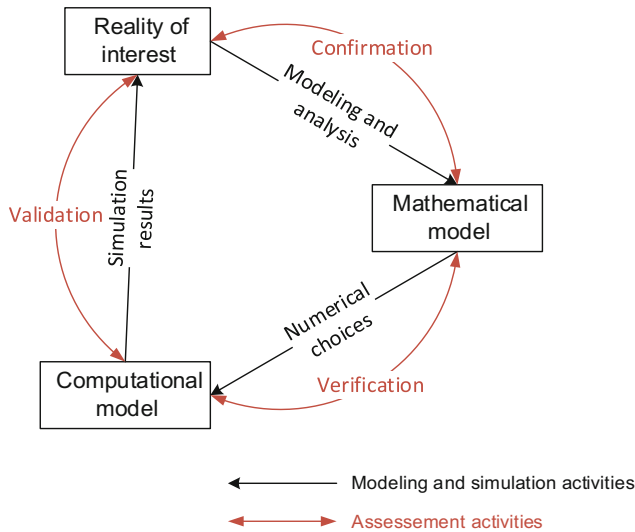 Reality of
interest
Confirmation
Modeling and
analysis
Mathematical
model
Validation
Simulation
results
Numerical
choices
Computational
model
Verification
Modeling and simulation activities
Assessement activities